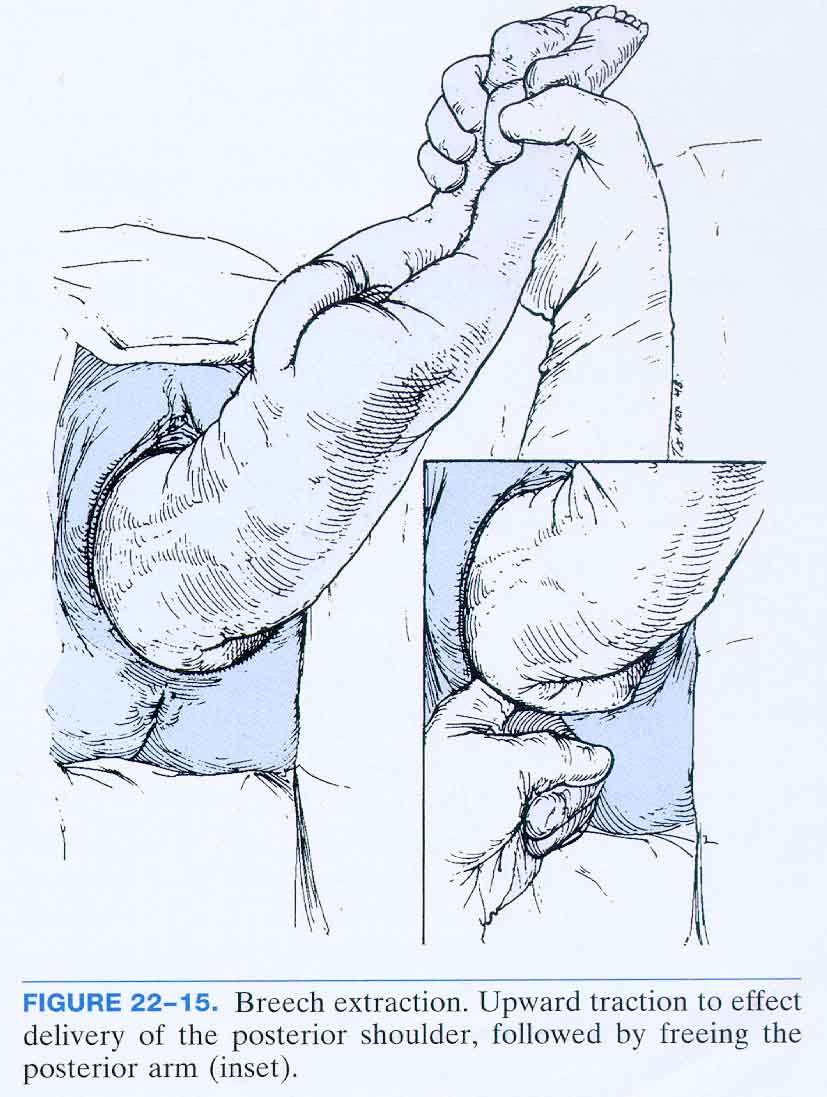 FIGURE 22–15. Breech extraction. Upward traction to effect
delivery of the posterior shoulder, followed by freeing the
posterior arm (inset).